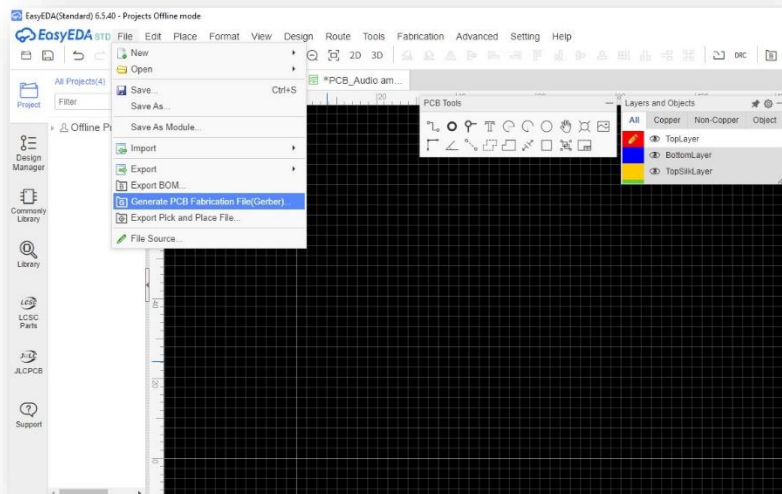 EasyEDA(Standard) 6.5.40 - Projects Offline mode
EasyEDA STD File Edit Place Format View Design Route Tools Fabrication Advanced Setting Help
2D 3D DRC
All Projects(4)
*PCB_Audio am...
Project
Filter
Offline Pr
Design
Manager
Commonly
Library
Library
LCSC
LCSC
Parts
JLCPCB
Support
New
Open
Save... Ctrl+S
Save As...
Save As Module...
Import
Export
Export BOM...
Generate PCB Fabrication File(Gerber)...
Export Pick and Place File...
File Source...
PCB Tools
Layers and Objects
All Copper Non-Copper Object
TopLayer
BottomLayer
TopSilkLayer